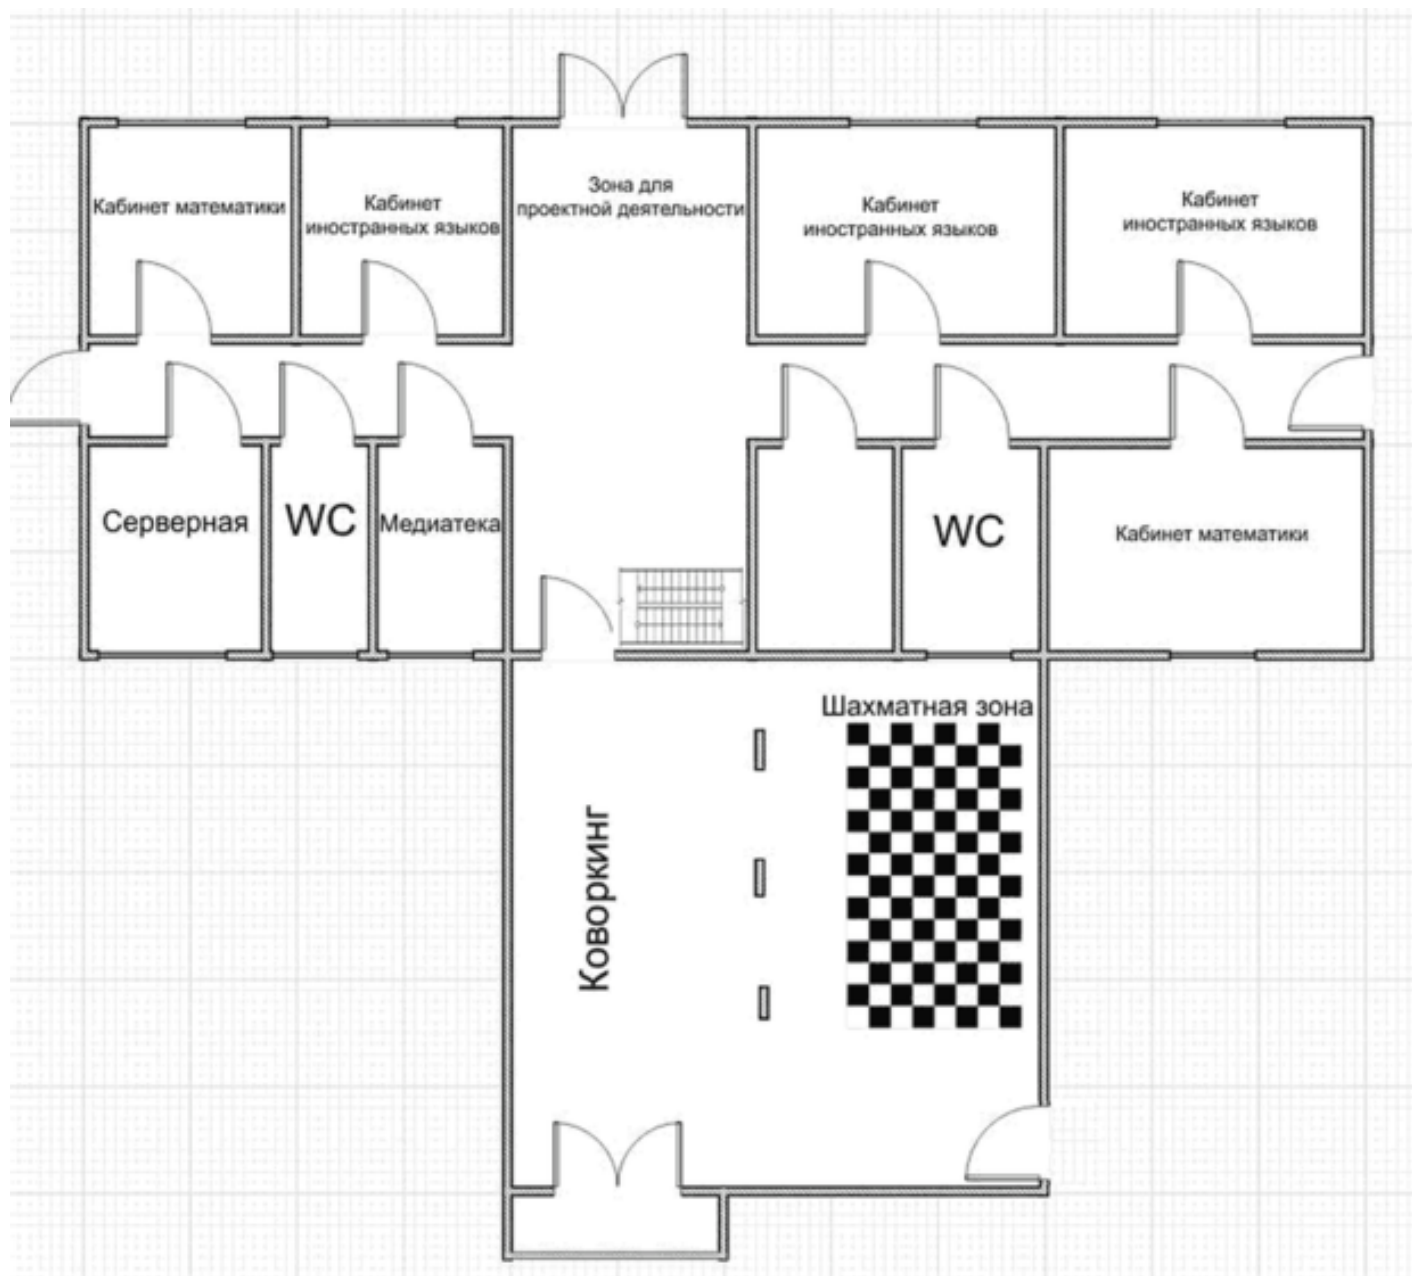 Кабинет математики
Кабинет
иностранных языков
Зона для
проектной деятельности
Кабинет
иностранных языков
Кабинет
иностранных языков
Серверная
WC
Медиатека
WC
Кабинет математики
Шахматная зона
Коворкинг